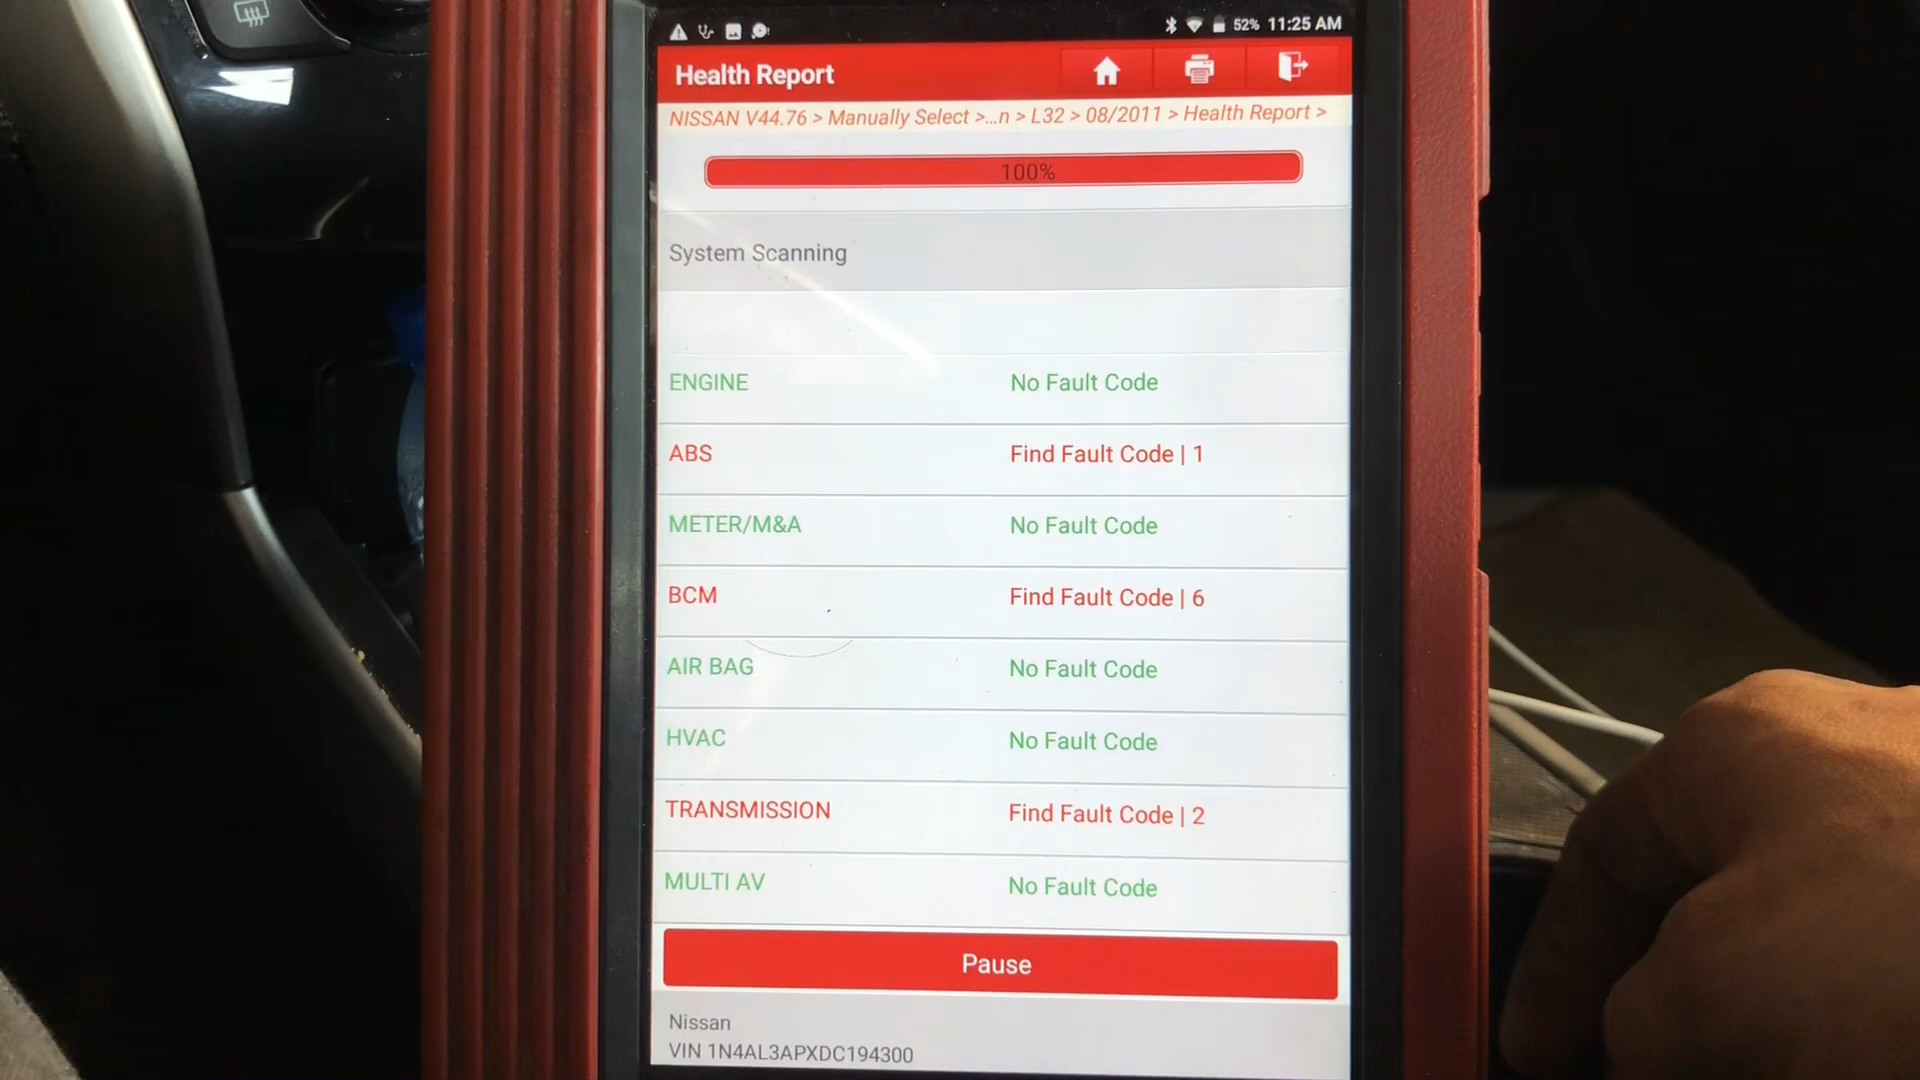 52% 11:25 AM
Health Report
NISSAN V44.76 > Manually Select >...n > L32 > 08/2011 > Health Report >
100%
System Scanning
ENGINE No Fault Code
ABS Find Fault Code | 1
METER/M&A No Fault Code
BCM Find Fault Code | 6
AIR BAG No Fault Code
HVAC No Fault Code
TRANSMISSION Find Fault Code | 2
MULTI AV No Fault Code
Pause
Nissan
VIN 1N4AL3APXDC194300